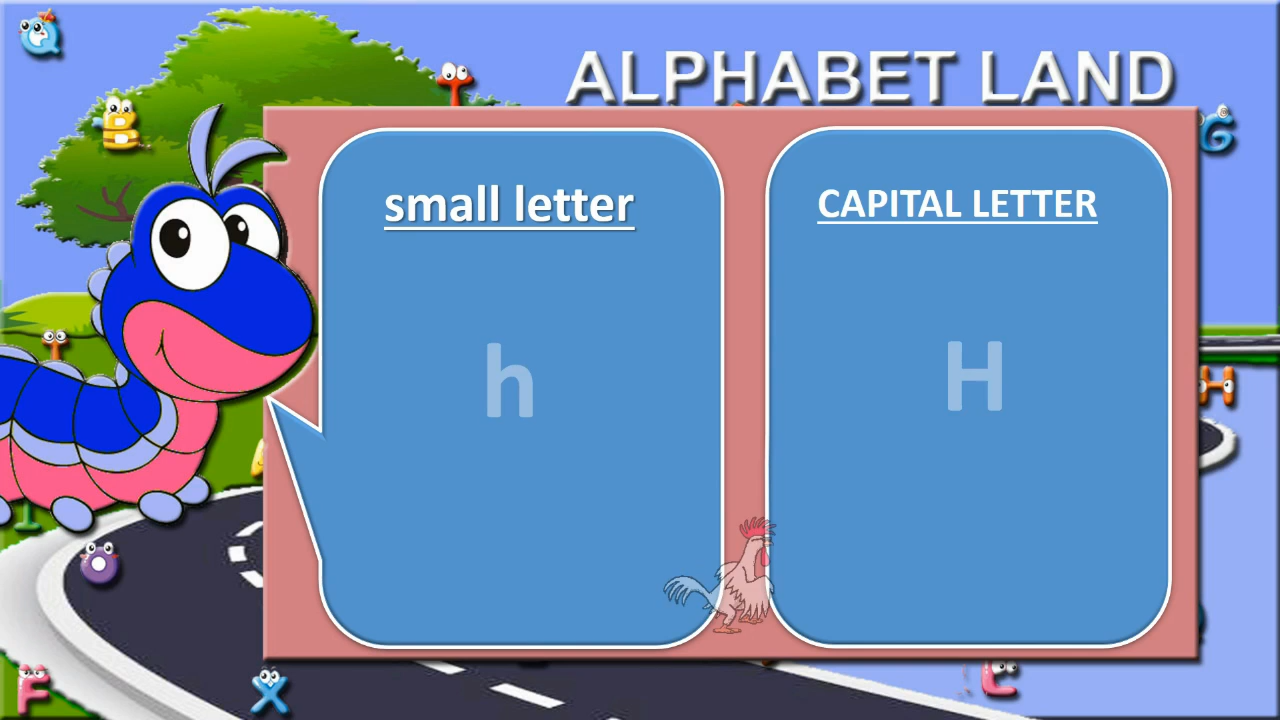 ALPHABET LAND
small letter
CAPITAL LETTER
h
H
Q
B
T
G
H
F
X
L